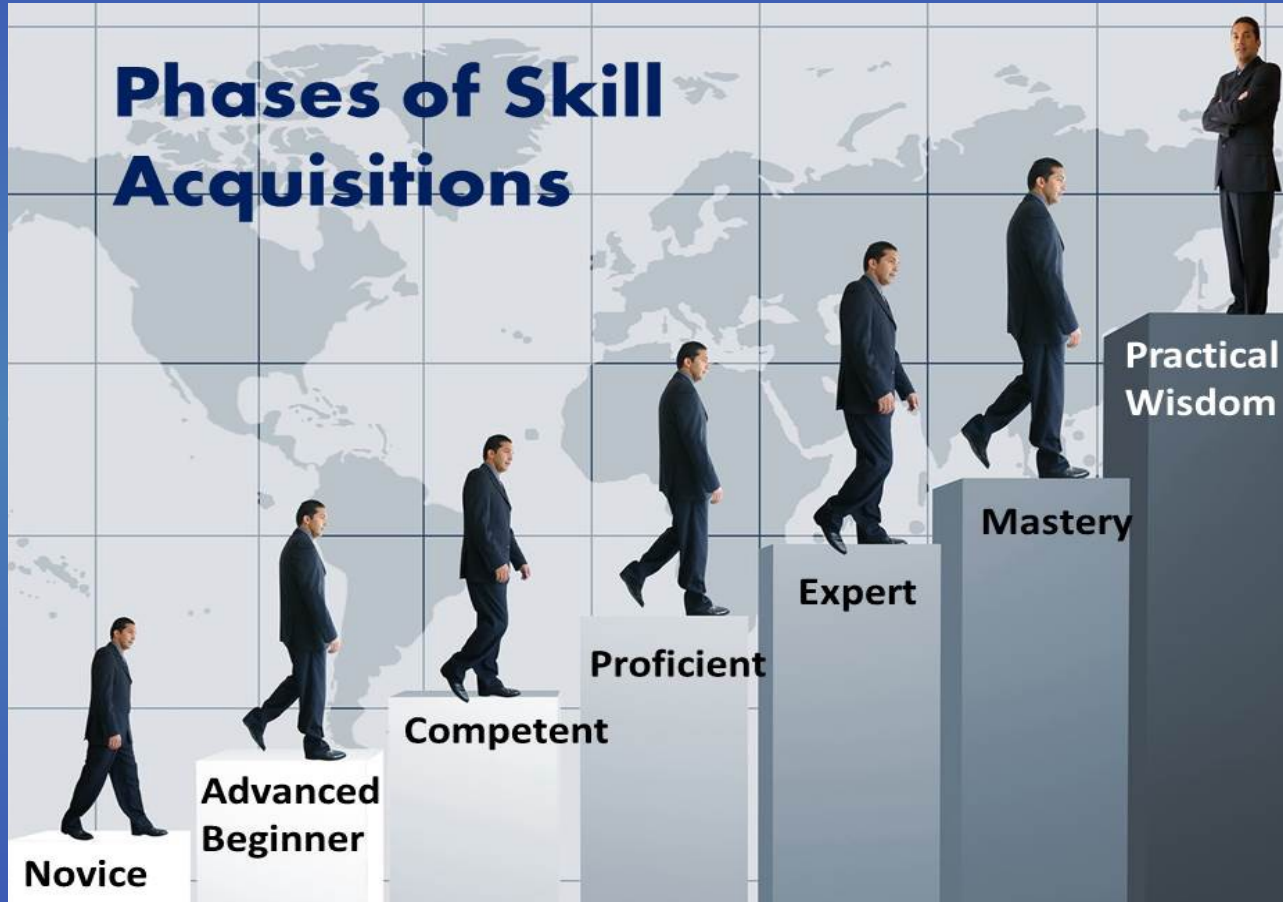 Phases of Skill
Acquisitions
Novice
Advanced
Beginner
Competent
Proficient
Expert
Mastery
Practical
Wisdom